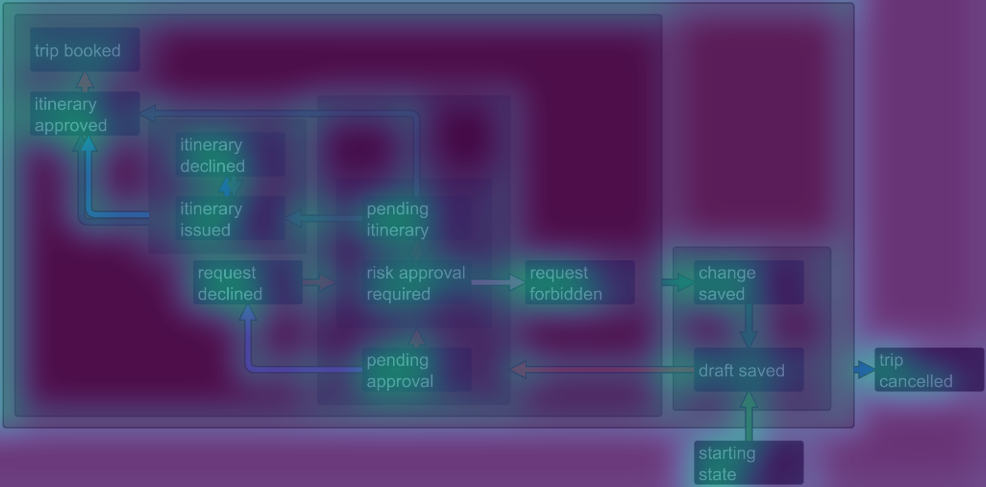 trip booked
itinerary
approved
itinerary
declined
itinerary
issued
pending
itinerary
request
declined
risk approval
required
request
forbidden
change
saved
pending
approval
draft saved
trip
cancelled
starting
state